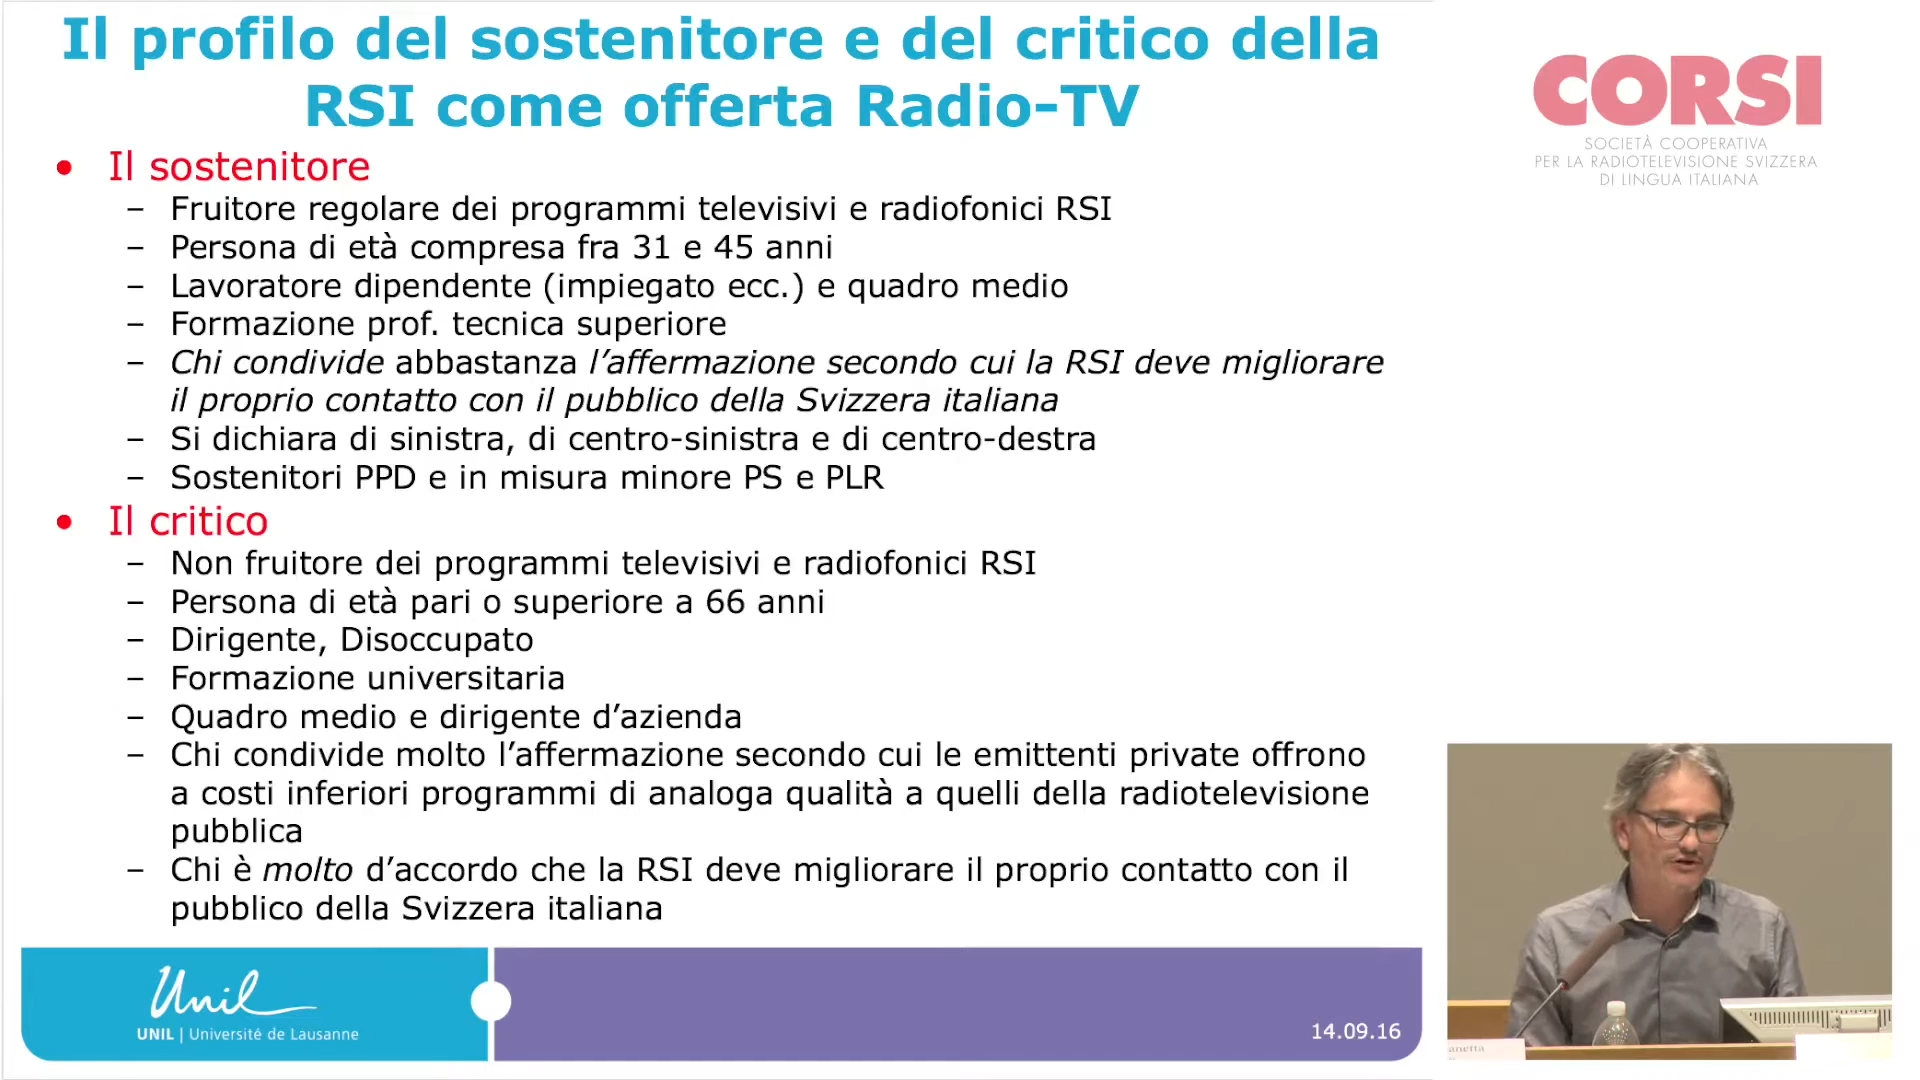 Il profilo del sostenitore e del critico della
RSI come offerta Radio-TV
• Il sostenitore
– Fruitore regolare dei programmi televisivi e radiofonici RSI
– Persona di età compresa fra 31 e 45 anni
– Lavoratore dipendente (impiegato ecc.) e quadro medio
– Formazione prof. tecnica superiore
– Chi condivide abbastanza l’affermazione secondo cui la RSI deve migliorare
il proprio contatto con il pubblico della Svizzera italiana
– Si dichiara di sinistra, di centro-sinistra e di centro-destra
– Sostenitori PPD e in misura minore PS e PLR
• Il critico
– Non fruitore dei programmi televisivi e radiofonici RSI
– Persona di età pari o superiore a 66 anni
– Dirigente, Disoccupato
– Formazione universitaria
– Quadro medio e dirigente d’azienda
– Chi condivide molto l’affermazione secondo cui le emittenti private offrono
a costi inferiori programmi di analoga qualità a quelli della radiotelevisione
pubblica
– Chi è molto d’accordo che la RSI deve migliorare il proprio contatto con il
pubblico della Svizzera italiana
Unil
UNIL | Université de Lausanne
14.09.16
CORSI
SOCIETÀ COOPERATIVA
PER LA RADIOTELEVISIONE SVIZZERA
DI LINGUA ITALIANA